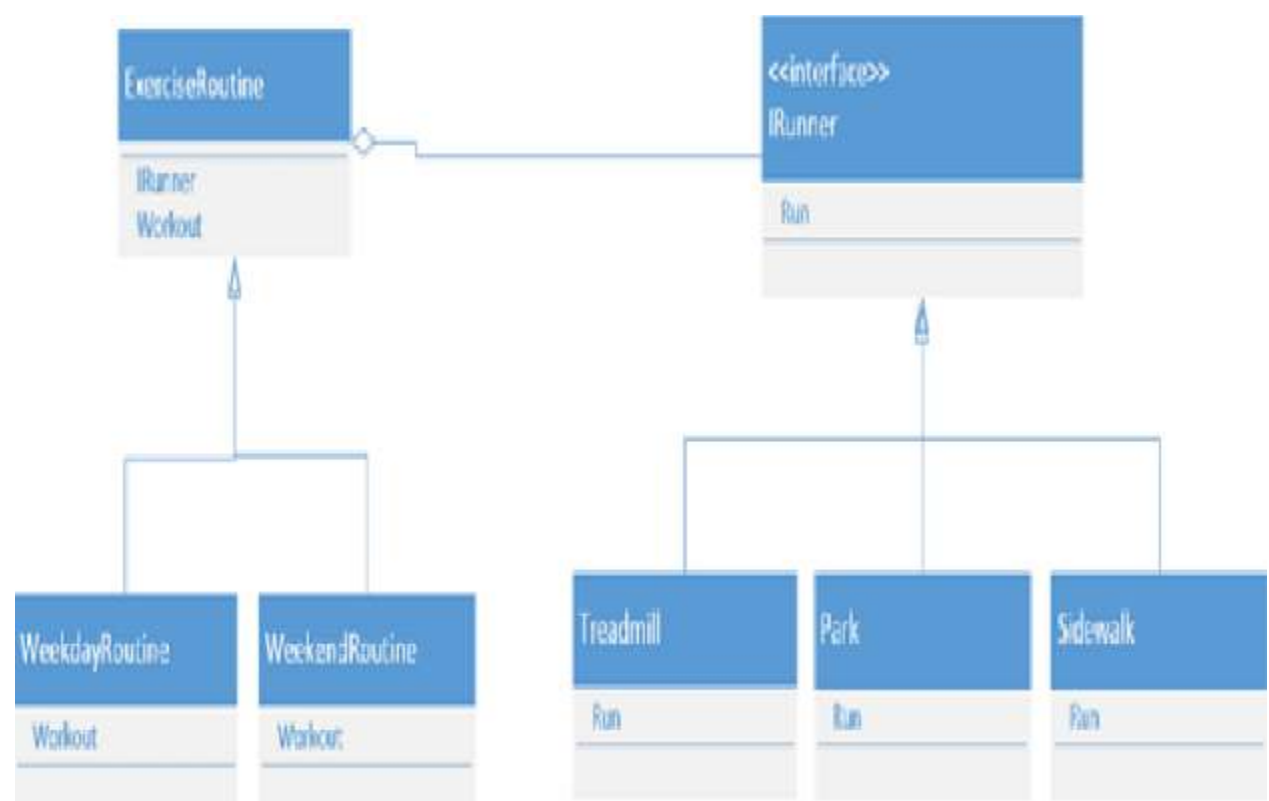 ExerciseRoutine
IRunner
Workout
<<interface>>
IRunner
Run
WeekdayRoutine
Workout
WeekendRoutine
Workout
Treadmill
Run
Park
Run
Sidewalk
Run